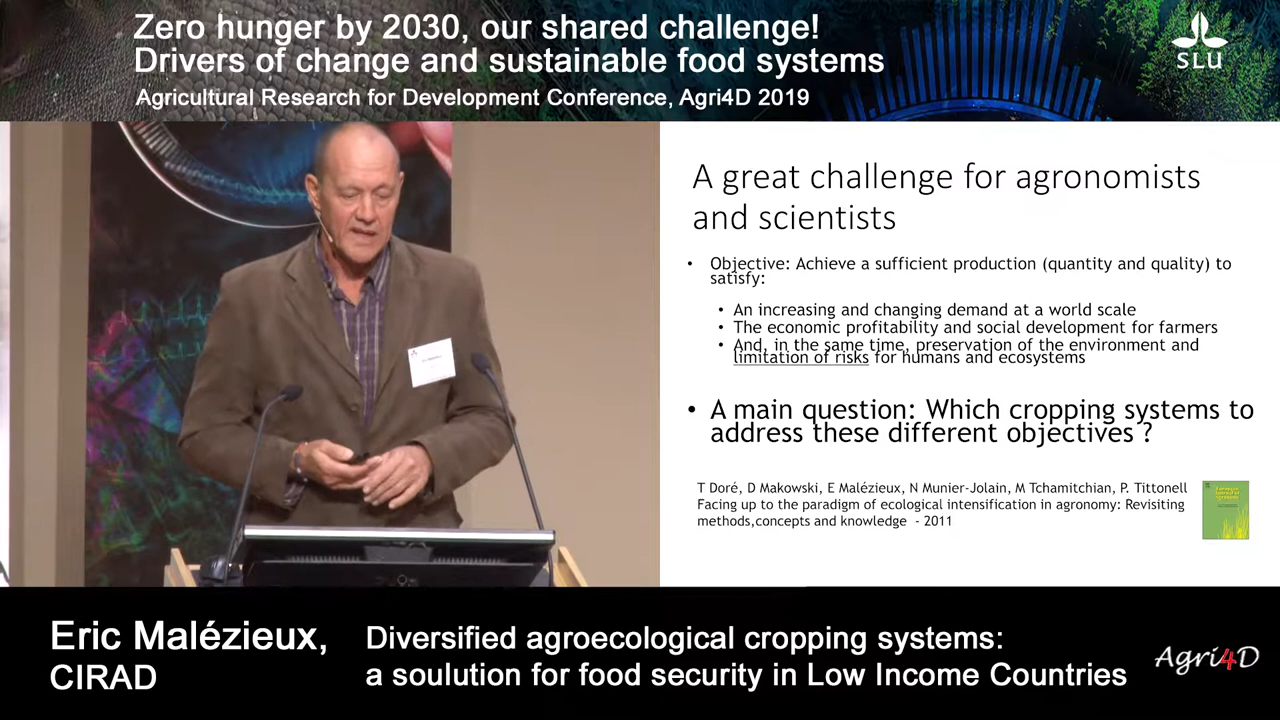 Zero hunger by 2030, our shared challenge!
Drivers of change and sustainable food systems
Agricultural Research for Development Conference, Agri4D 2019
SLU
A great challenge for agronomists
and scientists
• Objective: Achieve a sufficient production (quantity and quality) to
satisfy:
• An increasing and changing demand at a world scale
• The economic profitability and social development for farmers
• And, in the same time, preservation of the environment and
limitation of risks for humans and ecosystems
• A main question: Which cropping systems to
address these different objectives ?
T Doré, D Makowski, E Malézieux, N Munier-Jolain, M Tchamitchian, P. Tittonell
Facing up to the paradigm of ecological intensification in agronomy: Revisiting
methods,concepts and knowledge - 2011
Eric Malézieux,
CIRAD
Diversified agroecological cropping systems:
a soulution for food security in Low Income Countries
Agri4D